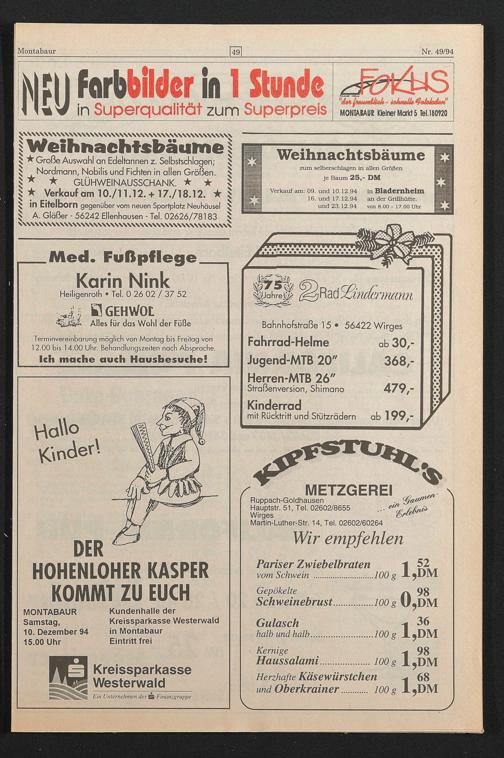 Montabaur
49
Nr. 49/94
NEU Farbbilder in 1 Stunde
in Superqualität zum Superpreis
FOKUS
"der freundlich - schnelle Fotoladen"
MONTABAUR Kleiner Markt 5 Tel.180920
Weihnachtsbäume
Große Auswahl an Edeltannen z. Selbstschlagen;
Nordmann, Nobilis und Fichten in allen Größen.
GLÜHWEINAUSSCHANK.
Verkauf am 10./11.12. + 17./18.12.
in Eitelborn gegenüber vom neuen Sportplatz Neuhäusel
A. Gläßer - 56242 Ellenhausen - Tel. 02626/78183
Weihnachtsbäume
zum selberschlagen in allen Größen
je Baum 25,- DM
Verkauf am: 09. und 10.12.94 in Bladernheim
16. und 17.12.94 an der Grillhütte.
und 23.12.94 von 8.00 - 17.00 Uhr
Med. Fußpflege
Karin Nink
Heiligenroth • Tel. 0 26 02 / 37 52
GEHWOL
Alles für das Wohl der Füße
Terminvereinbarung möglich von Montag bis Freitag von
12.00 bis 14.00 Uhr. Behandlungszeiten nach Absprache.
Ich mache auch Hausbesuche!
75 Jahre
2Rad Lindermann
Bahnhofstraße 15 • 56422 Wirges
Fahrrad-Helme ab 30,-
Jugend-MTB 20" 368,-
Herren-MTB 26"
Straßenversion, Shimano 479,-
Kinderrad
mit Rücktritt und Stützrädern ab 199,-
Hallo
Kinder!
DER
HOHENLOHER KASPER
KOMMT ZU EUCH
MONTABAUR
Samstag,
10. Dezember 94
15.00 Uhr
Kundenhalle der
Kreissparkasse Westerwald
in Montabaur
Eintritt frei
Kreissparkasse
Westerwald
Ein Unternehmen der Finanzgruppe
KIPFSTUHL'S
METZGEREI
Ruppach-Goldhausen
Hauptstr. 51, Tel. 02602/8655
Wirges
Martin-Luther-Str. 14, Tel. 02602/60264
...ein Gaumen-
Erlebnis
Wir empfehlen
Pariser Zwiebelbraten
vom Schwein ................ 100 g 1,52 DM
Gepökelte
Schweinebrust............100 g 0,98 DM
Gulasch
halb und halb................100 g 1,36 DM
Kernige
Haussalami................100 g 1,98 DM
Herzhafte Käsewürstchen
und Oberkrainer ........... 100 g 1,68 DM